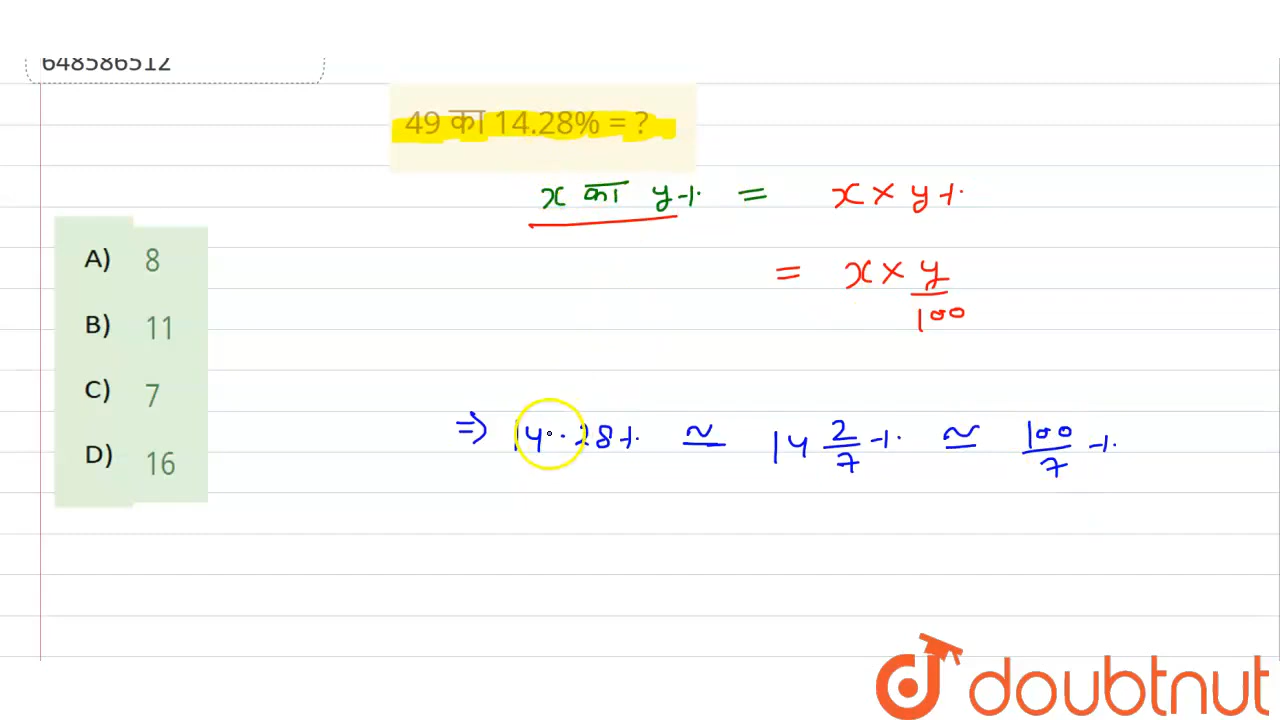 648586512
49 का 14.28% = ?
x का y% = x × y%
= x × y/100
A) 8
B) 11
C) 7
D) 16
⇒ 14.28% ≃ 14 2/7 % ≃ 100/7 %
doubtnut